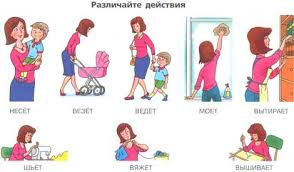 Различайте действия
НЕСЁТ ВЕЗЁТ ВЕДЁТ МОЕТ ВЫТИРАЕТ
ШЬЁТ ВЯЖЕТ ВЫШИВАЕТ